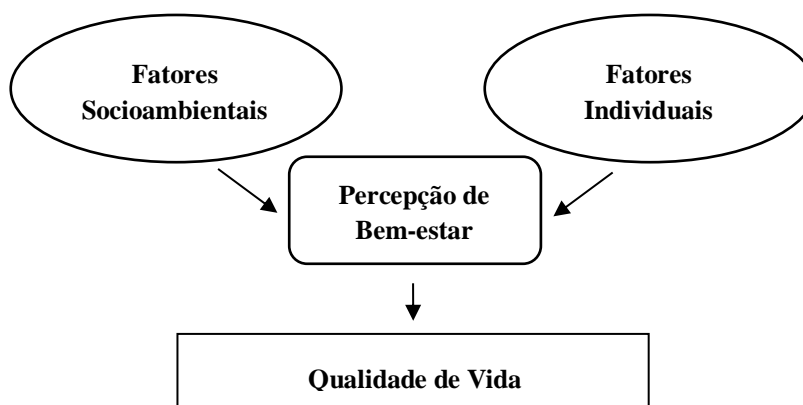 Fatores
Socioambientais
Fatores
Individuais
Percepção de
Bem-estar
Qualidade de Vida